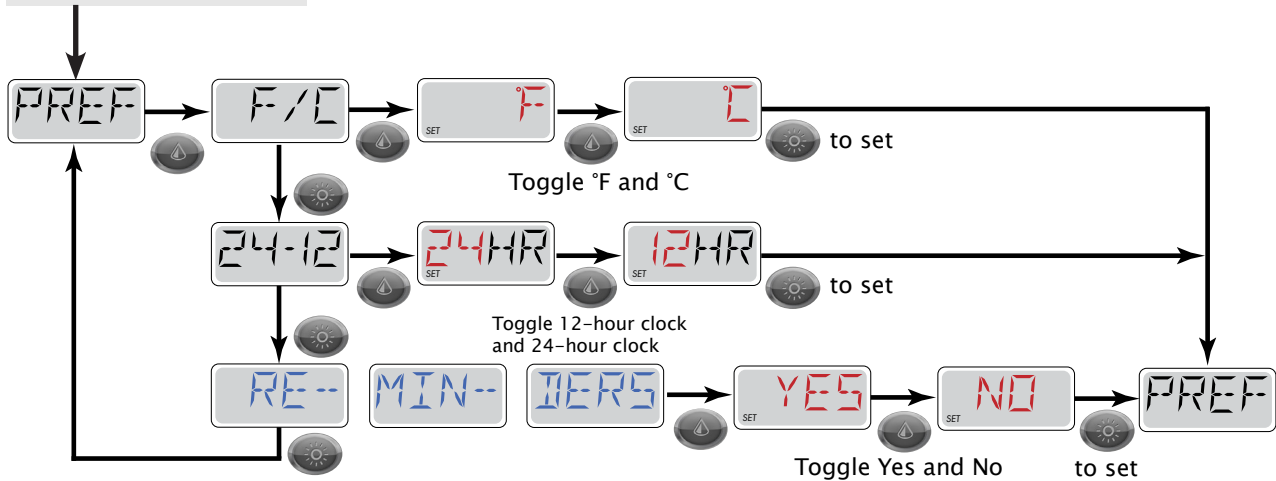 PREF
F/C
SET °F
SET °C
to set
Toggle °F and °C
24-12
SET 24HR
SET 12HR
to set
Toggle 12-hour clock
and 24-hour clock
RE--
MIN--
DERS
SET YES
SET NO
PREF
Toggle Yes and No
to set